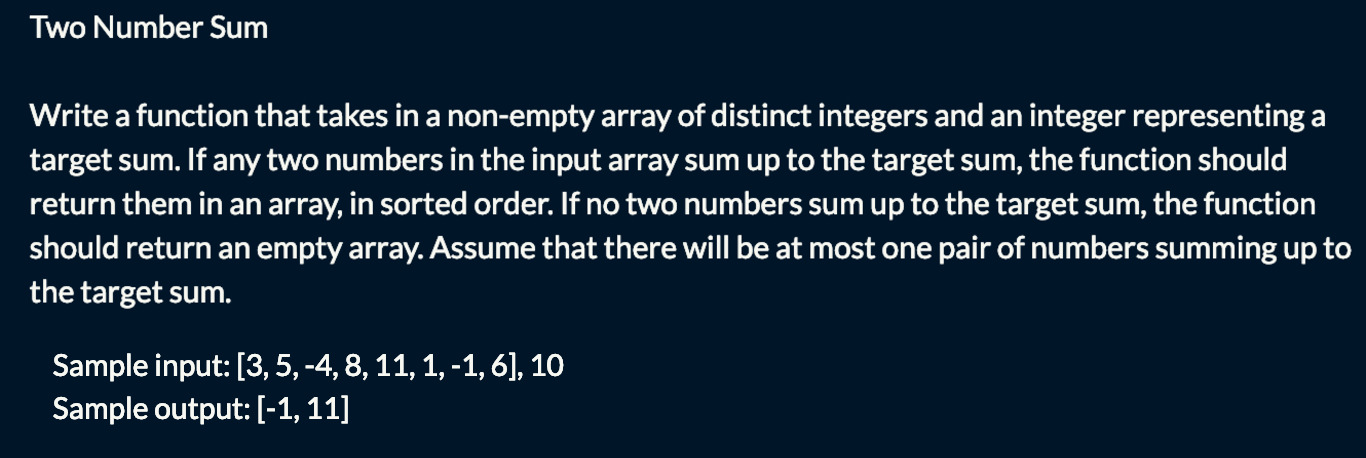 Two Number Sum
Write a function that takes in a non-empty array of distinct integers and an integer representing a
target sum. If any two numbers in the input array sum up to the target sum, the function should
return them in an array, in sorted order. If no two numbers sum up to the target sum, the function
should return an empty array. Assume that there will be at most one pair of numbers summing up to
the target sum.
Sample input: [3, 5, -4, 8, 11, 1, -1, 6], 10
Sample output: [-1, 11]